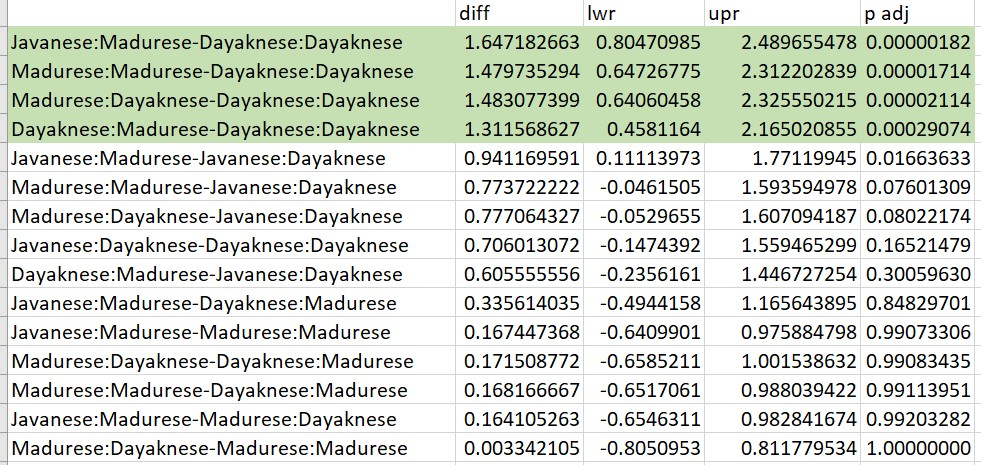 diff lwr upr p adj
Javanese:Madurese-Dayaknese:Dayaknese 1.647182663 0.80470985 2.489655478 0.00000182
Madurese:Madurese-Dayaknese:Dayaknese 1.479735294 0.64726775 2.312202839 0.00001714
Madurese:Dayaknese-Dayaknese:Dayaknese 1.483077399 0.64060458 2.325550215 0.00002114
Dayaknese:Madurese-Dayaknese:Dayaknese 1.311568627 0.4581164 2.165020855 0.00029074
Javanese:Madurese-Javanese:Dayaknese 0.941169591 0.11113973 1.77119945 0.01663633
Madurese:Madurese-Javanese:Dayaknese 0.773722222 -0.0461505 1.593594978 0.07601309
Madurese:Dayaknese-Javanese:Dayaknese 0.777064327 -0.0529655 1.607094187 0.08022174
Javanese:Dayaknese-Dayaknese:Dayaknese 0.706013072 -0.1474392 1.559465299 0.16521479
Dayaknese:Madurese-Javanese:Dayaknese 0.605555556 -0.2356161 1.446727254 0.30059630
Javanese:Madurese-Dayaknese:Madurese 0.335614035 -0.4944158 1.165643895 0.84829701
Javanese:Madurese-Madurese:Madurese 0.167447368 -0.6409901 0.975884798 0.99073306
Madurese:Dayaknese-Dayaknese:Madurese 0.171508772 -0.6585211 1.001538632 0.99083435
Madurese:Madurese-Dayaknese:Madurese 0.168166667 -0.6517061 0.988039422 0.99113951
Javanese:Madurese-Madurese:Dayaknese 0.164105263 -0.6546311 0.982841674 0.99203282
Madurese:Dayaknese-Madurese:Madurese 0.003342105 -0.8050953 0.811779534 1.00000000